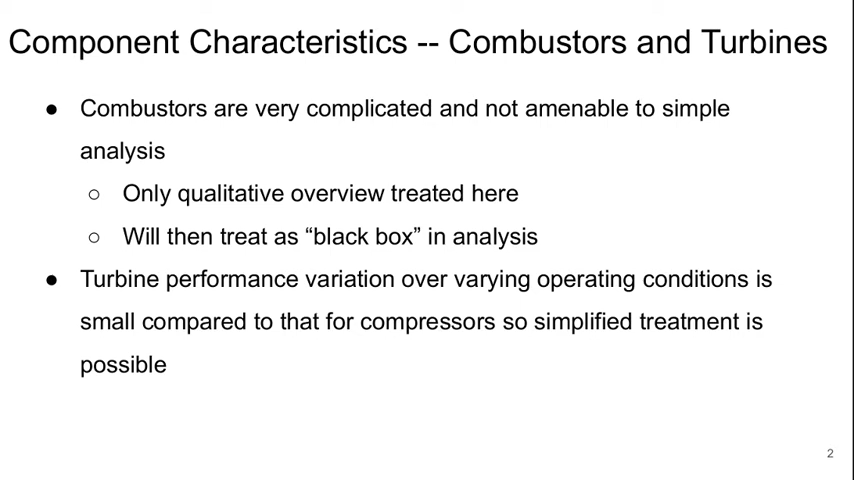 Component Characteristics -- Combustors and Turbines
● Combustors are very complicated and not amenable to simple
analysis
○ Only qualitative overview treated here
○ Will then treat as “black box” in analysis
● Turbine performance variation over varying operating conditions is
small compared to that for compressors so simplified treatment is
possible
2